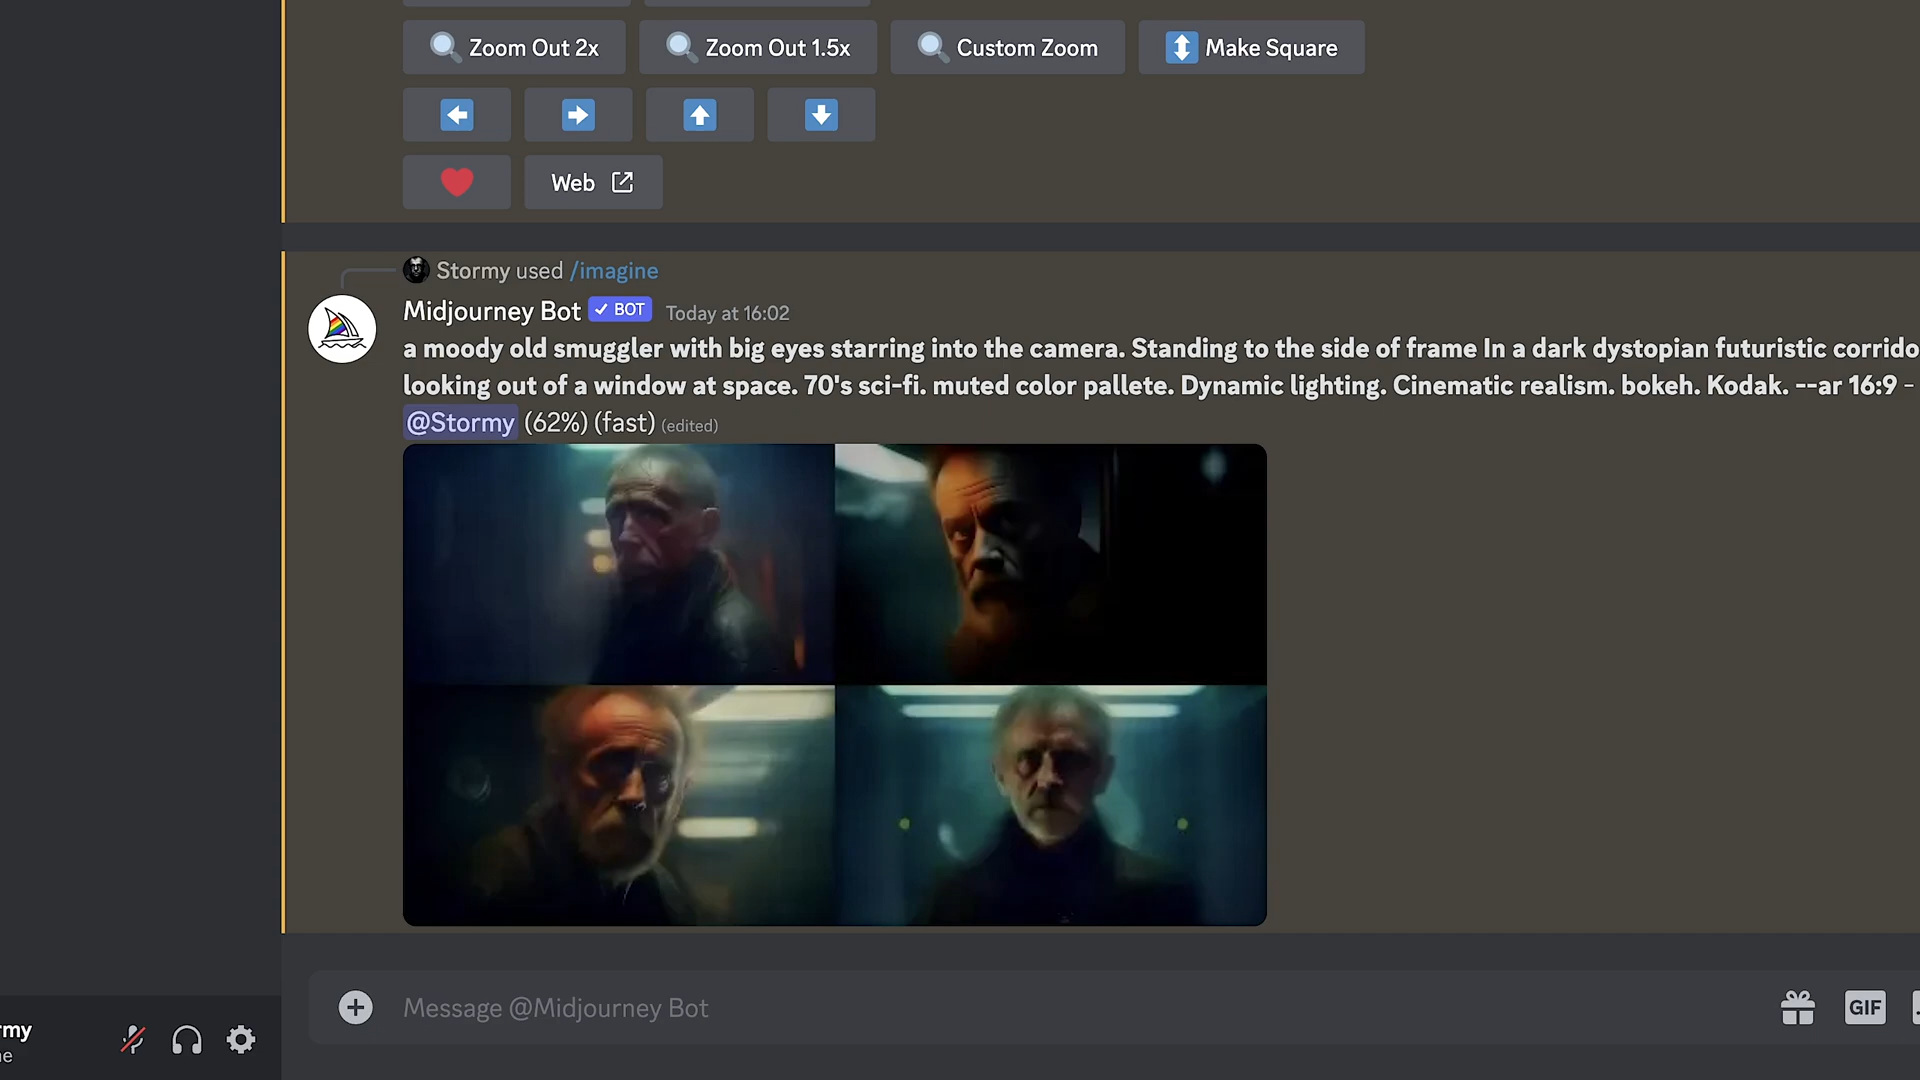 Zoom Out 2x Zoom Out 1.5x Custom Zoom Make Square
Web
Stormy used /imagine
Midjourney Bot BOT Today at 16:02
a moody old smuggler with big eyes starring into the camera. Standing to the side of frame In a dark dystopian futuristic corrido
looking out of a window at space. 70's sci-fi. muted color pallete. Dynamic lighting. Cinematic realism. bokeh. Kodak. --ar 16:9 -
@Stormy (62%) (fast) (edited)
Message @Midjourney Bot
GIF
rmy
ne